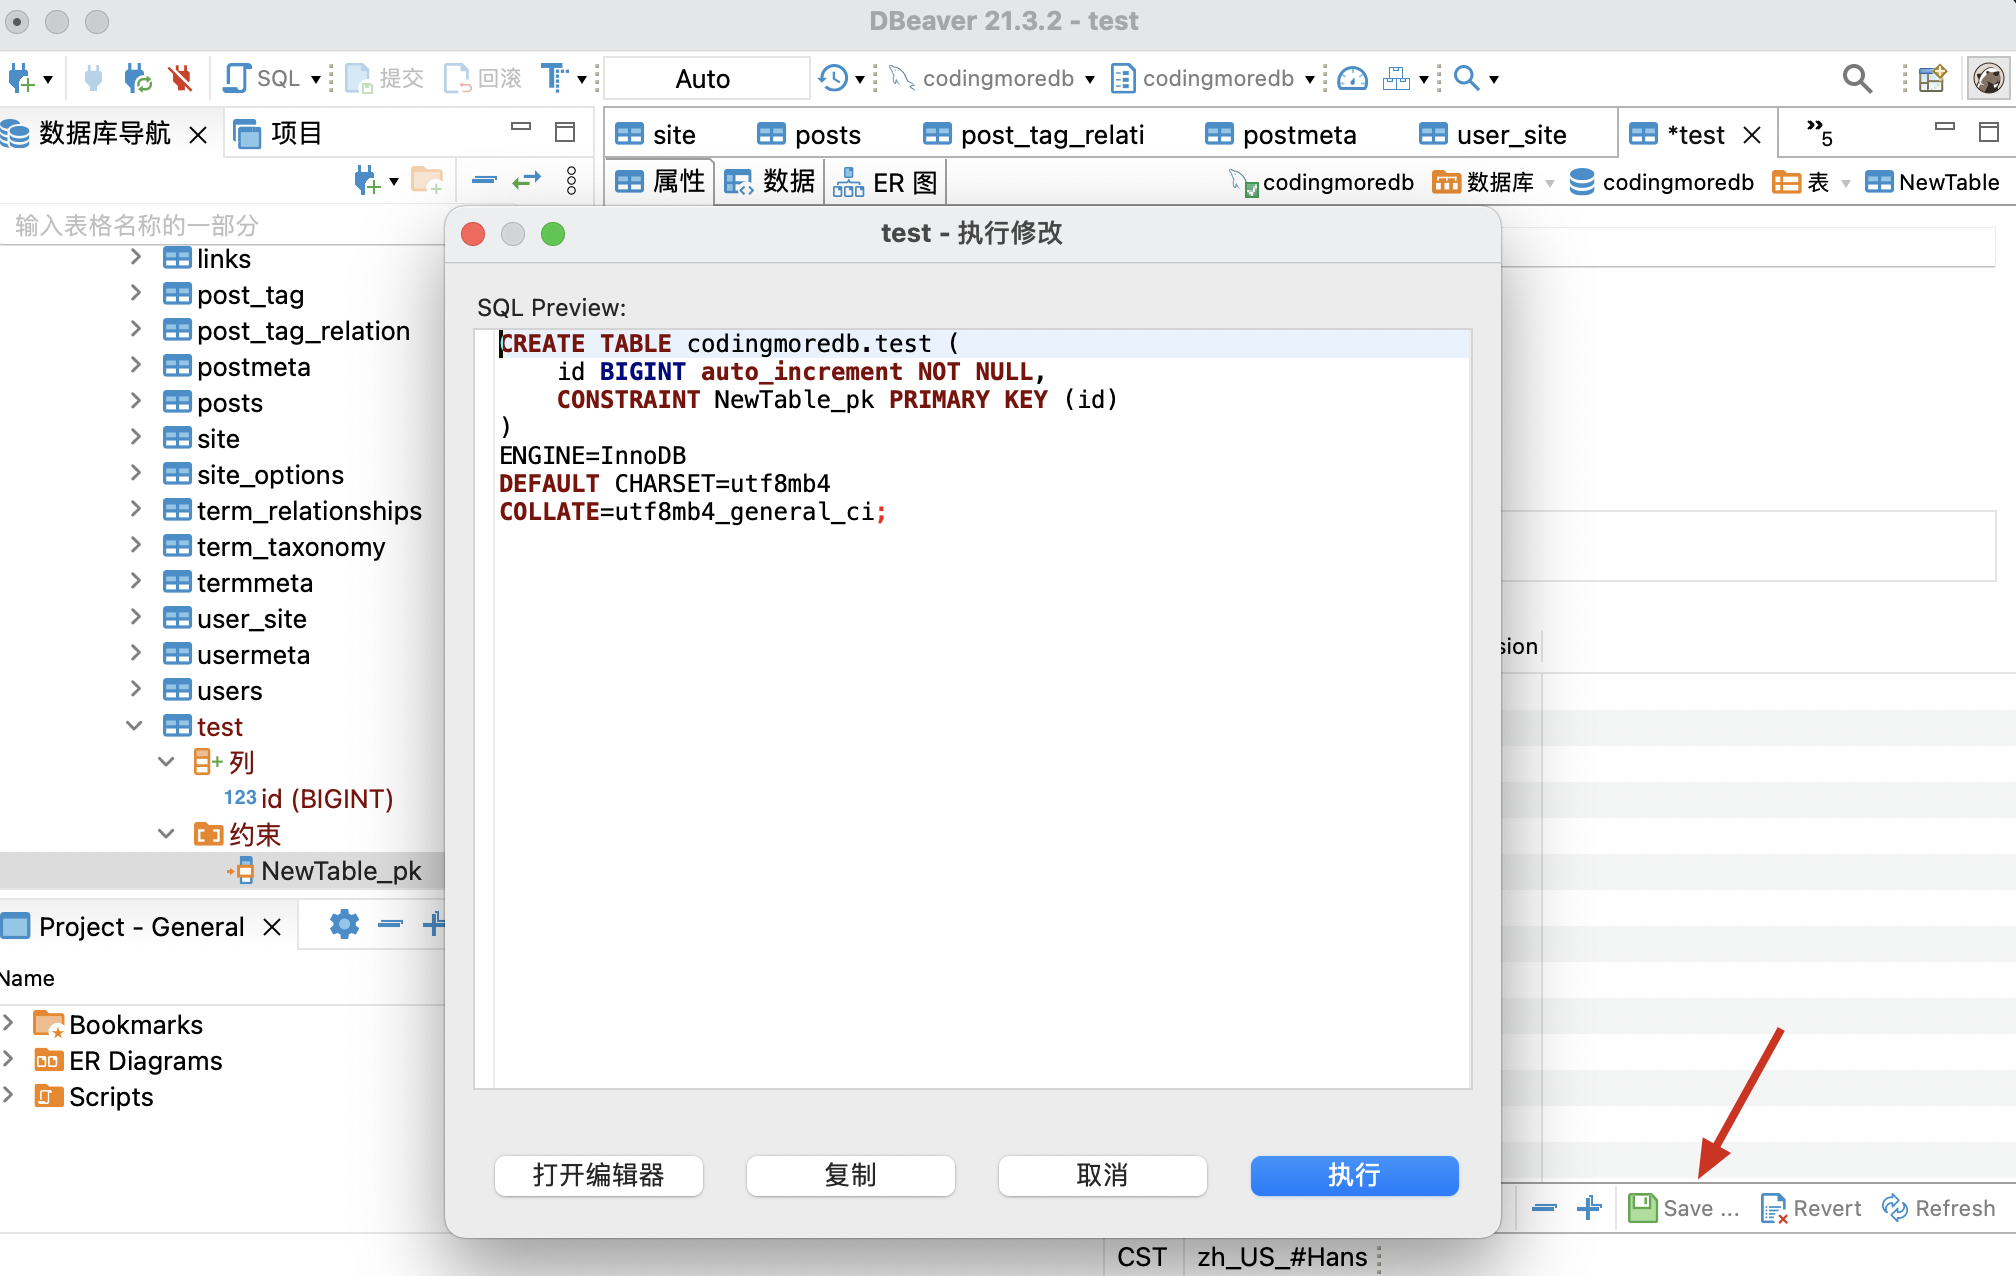 DBeaver 21.3.2 - test
SQL 提交 回滚 Auto codingmoredb codingmoredb
数据库导航 项目
site posts post_tag_relati postmeta user_site *test »5
属性 数据 ER 图 codingmoredb 数据库 codingmoredb 表 NewTable
输入表格名称的一部分
links
post_tag
post_tag_relation
postmeta
posts
site
site_options
term_relationships
term_taxonomy
termmeta
user_site
usermeta
users
test
列
123 id (BIGINT)
约束
NewTable_pk
Project - General
Name
Bookmarks
ER Diagrams
Scripts
test - 执行修改
SQL Preview:
CREATE TABLE codingmoredb.test (
id BIGINT auto_increment NOT NULL,
CONSTRAINT NewTable_pk PRIMARY KEY (id)
)
ENGINE=InnoDB
DEFAULT CHARSET=utf8mb4
COLLATE=utf8mb4_general_ci;
打开编辑器 复制 取消 执行
sion
Save ... Revert Refresh
CST zh_US_#Hans